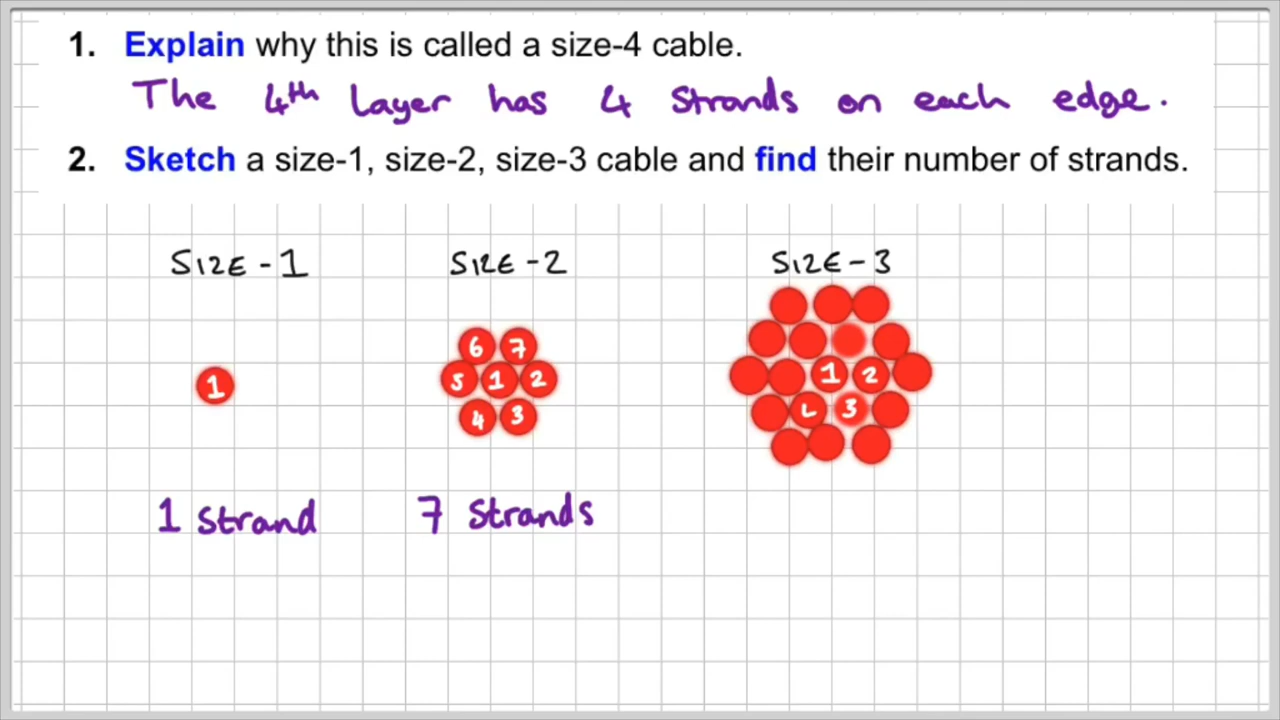 1. Explain why this is called a size-4 cable.
The 4th Layer has 4 Strands on each edge.
2. Sketch a size-1, size-2, size-3 cable and find their number of strands.
SIZE-1 SIZE-2 SIZE-3
6 7
1 5 1 2 1 2
4 3 3
1 Strand 7 Strands